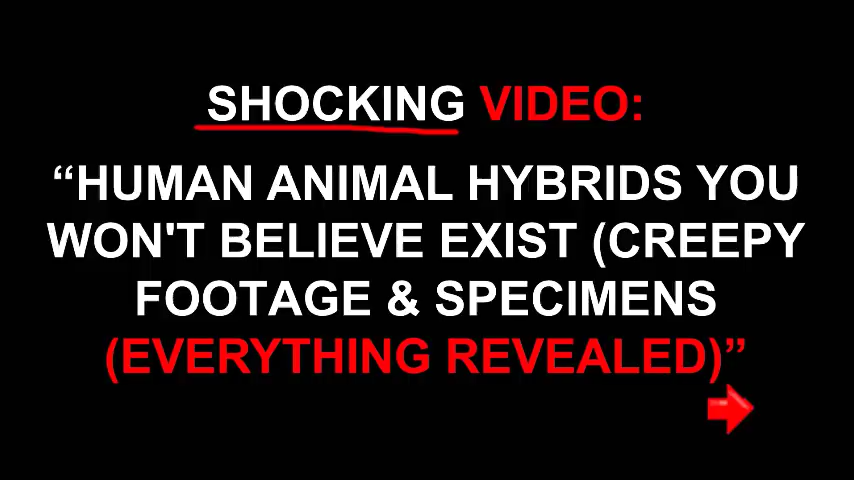 SHOCKING VIDEO:
“HUMAN ANIMAL HYBRIDS YOU
WON'T BELIEVE EXIST (CREEPY
FOOTAGE & SPECIMENS
(EVERYTHING REVEALED)”